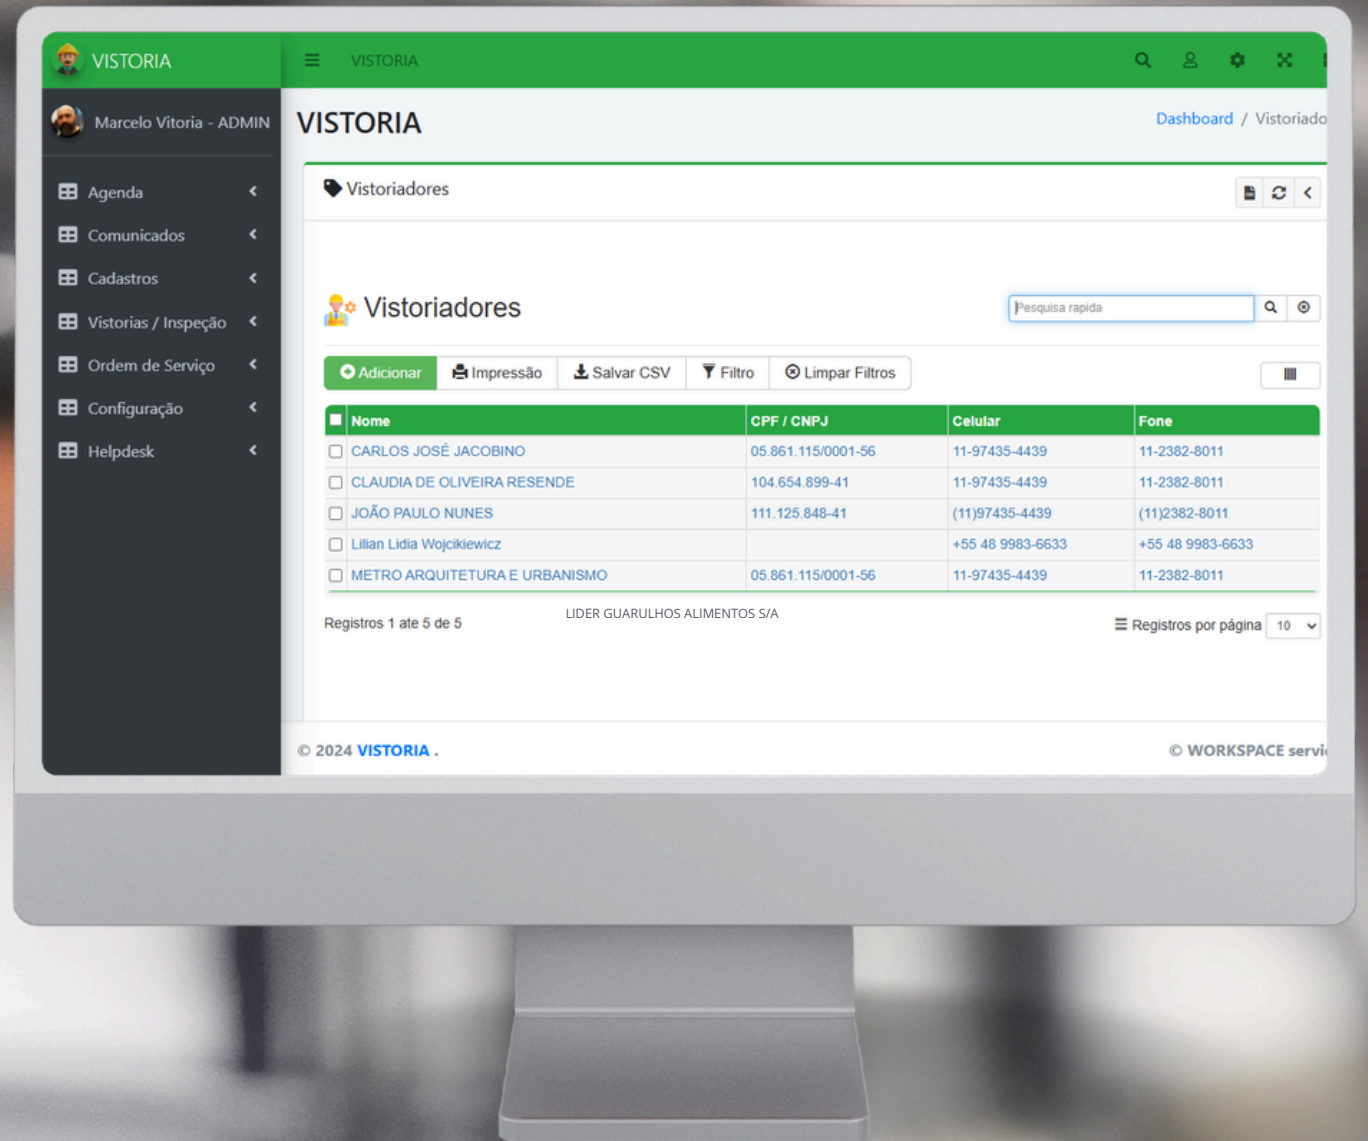 VISTORIA
VISTORIA
Marcelo Vitoria - ADMIN
VISTORIA
Dashboard / Vistoriado
Agenda
Comunicados
Cadastros
Vistorias / Inspeção
Ordem de Serviço
Configuração
Helpdesk
Vistoriadores
Vistoriadores
Pesquisa rapida
Adicionar Impressão Salvar CSV Filtro Limpar Filtros
Nome CPF / CNPJ Celular Fone
CARLOS JOSÉ JACOBINO 05.861.115/0001-56 11-97435-4439 11-2382-8011
CLAUDIA DE OLIVEIRA RESENDE 104.654.899-41 11-97435-4439 11-2382-8011
JOÃO PAULO NUNES 111.125.848-41 (11)97435-4439 (11)2382-8011
Lilian Lidia Wojcikiewicz +55 48 9983-6633 +55 48 9983-6633
METRO ARQUITETURA E URBANISMO 05.861.115/0001-56 11-97435-4439 11-2382-8011
LIDER GUARULHOS ALIMENTOS S/A
Registros 1 ate 5 de 5
Registros por página 10
© 2024 VISTORIA .
© WORKSPACE servi